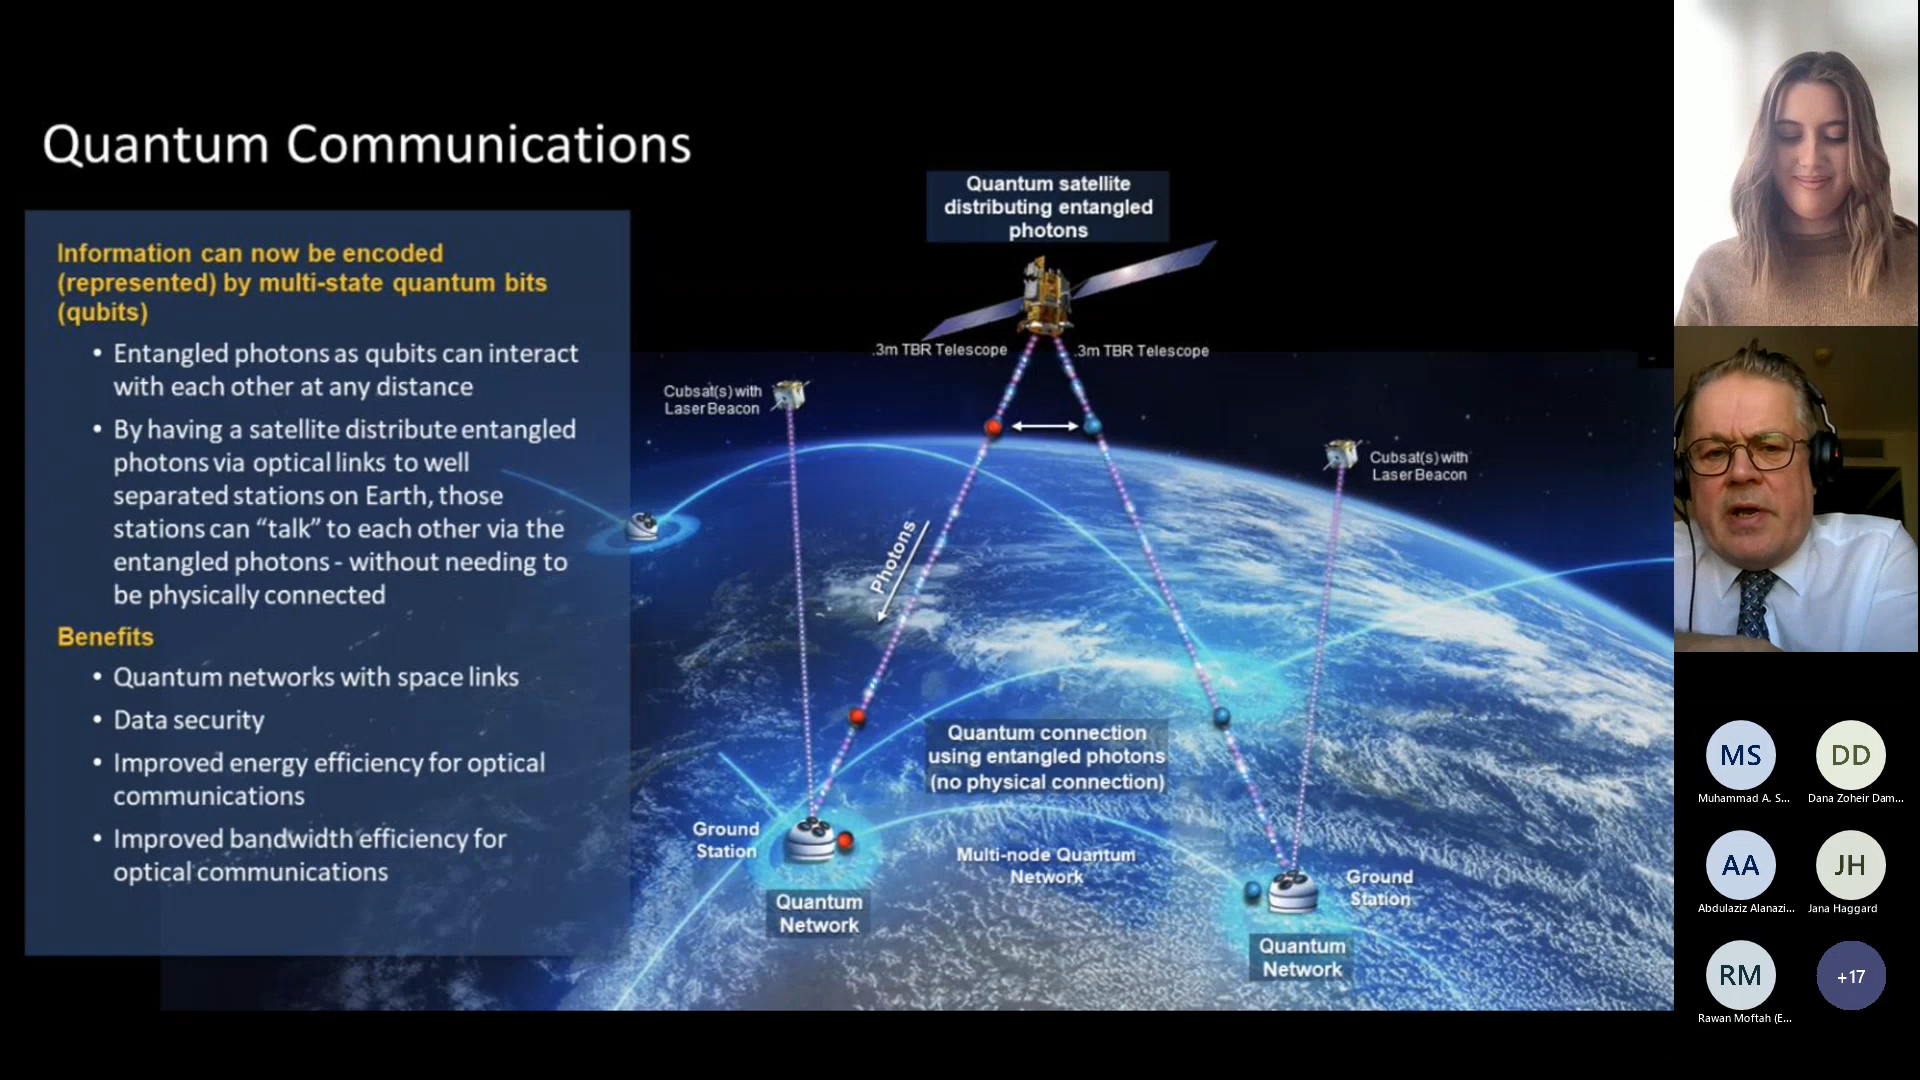 Quantum Communications
Information can now be encoded
(represented) by multi-state quantum bits
(qubits)
• Entangled photons as qubits can interact
with each other at any distance
• By having a satellite distribute entangled
photons via optical links to well
separated stations on Earth, those
stations can “talk” to each other via the
entangled photons - without needing to
be physically connected
Benefits
• Quantum networks with space links
• Data security
• Improved energy efficiency for optical
communications
• Improved bandwidth efficiency for
optical communications
Quantum satellite
distributing entangled
photons
.3m TBR Telescope
.3m TBR Telescope
Cubsat(s) with
Laser Beacon
Cubsat(s) with
Laser Beacon
Photons
Quantum connection
using entangled photons
(no physical connection)
Ground
Station
Multi-node Quantum
Network
Ground
Station
Quantum
Network
Quantum
Network
MS
Muhammad A. S...
DD
Dana Zoheir Dam...
AA
Abdulaziz Alanazi...
JH
Jana Haggard
RM
Rawan Moftah (E...
+17